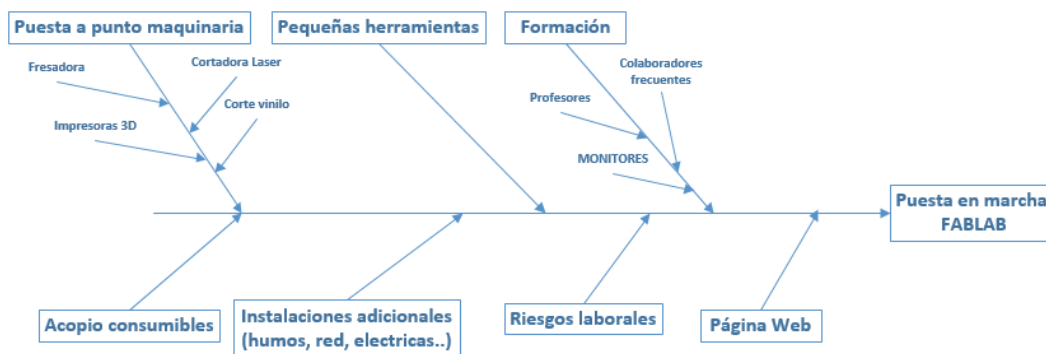 Puesta a punto maquinaria
Pequeñas herramientas
Formación
Fresadora
Cortadora Laser
Colaboradores
frecuentes
Corte vinilo
Profesores
Impresoras 3D
MONITORES
Puesta en marcha
FABLAB
Acopio consumibles
Instalaciones adicionales
(humos, red, electricas..)
Riesgos laborales
Página Web